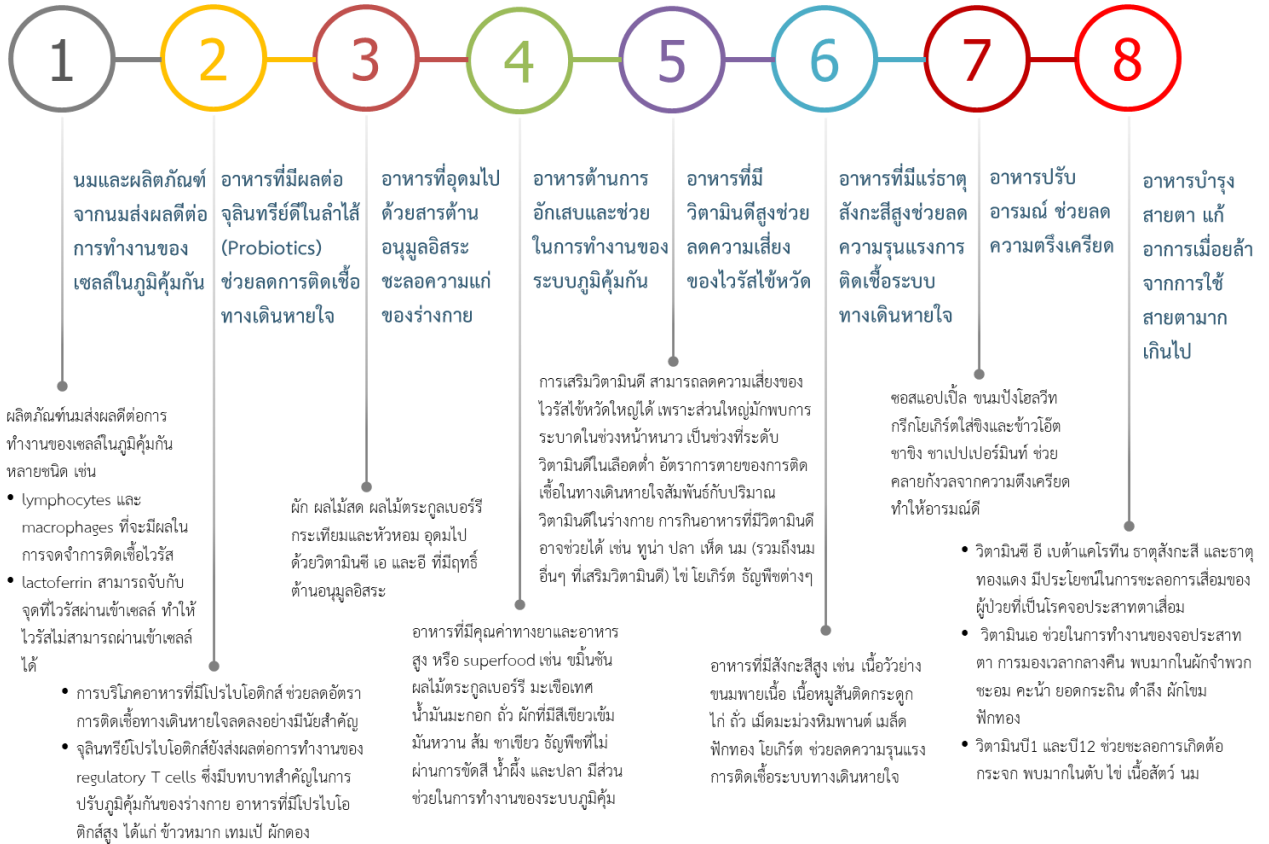 1
2
3
4
5
6
7
8
นมและผลิตภัณฑ์
จากนมส่งผลดีต่อ
การทำงานของ
เซลล์ในภูมิคุ้มกัน
อาหารที่มีผลต่อ
จุลินทรีย์ดีในลำไส้
(Probiotics)
ช่วยลดการติดเชื้อ
ทางเดินหายใจ
อาหารที่อุดมไป
ด้วยสารต้าน
อนุมูลอิสระ
ชะลอความแก่
ของร่างกาย
อาหารต้านการ
อักเสบและช่วย
ในการทำงานของ
ระบบภูมิคุ้มกัน
อาหารที่มี
วิตามินดีสูงช่วย
ลดความเสี่ยง
ของไวรัสไข้หวัด
อาหารที่มีแร่ธาตุ
สังกะสีสูงช่วยลด
ความรุนแรงการ
ติดเชื้อระบบ
ทางเดินหายใจ
อาหารปรับ
อารมณ์ ช่วยลด
ความตรึงเครียด
อาหารบำรุง
สายตา แก้
อาการเมื่อยล้า
จากการใช้
สายตามาก
เกินไป
ผลิตภัณฑ์นมส่งผลดีต่อการ
ทำงานของเซลล์ในภูมิคุ้มกัน
หลายชนิด เช่น
• lymphocytes และ
macrophages ที่จะมีผลใน
การจดจำการติดเชื้อไวรัส
• lactoferrin สามารถจับกับ
จุดที่ไวรัสผ่านเข้าเซลล์ ทำให้
ไวรัสไม่สามารถผ่านเข้าเซลล์
ได้
• การบริโภคอาหารที่มีโปรไบโอติกส์ ช่วยลดอัตรา
การติดเชื้อทางเดินหายใจลดลงอย่างมีนัยสำคัญ
• จุลินทรีย์โปรไบโอติกส์ยังส่งผลต่อการทำงานของ
regulatory T cells ซึ่งมีบทบาทสำคัญในการ
ปรับภูมิคุ้มกันของร่างกาย อาหารที่มีโปรไบโอ
ติกส์สูง ได้แก่ ข้าวหมาก เทมเป้ ผักดอง
ผัก ผลไม้สด ผลไม้ตระกูลเบอร์รี
กระเทียมและหัวหอม อุดมไป
ด้วยวิตามินซี เอ และอี ที่มีฤทธิ์
ต้านอนุมูลอิสระ
อาหารที่มีคุณค่าทางยาและอาหาร
สูง หรือ superfood เช่น ขมิ้นชัน
ผลไม้ตระกูลเบอร์รี มะเขือเทศ
น้ำมันมะกอก ถั่ว ผักที่มีสีเขียวเข้ม
มันหวาน ส้ม ชาเขียว ธัญพืชที่ไม่
ผ่านการขัดสี น้ำผึ้ง และปลา มีส่วน
ช่วยในการทำงานของระบบภูมิคุ้ม
การเสริมวิตามินดี สามารถลดความเสี่ยงของ
ไวรัสไข้หวัดใหญ่ได้ เพราะส่วนใหญ่มักพบการ
ระบาดในช่วงหน้าหนาว เป็นช่วงที่ระดับ
วิตามินดีในเลือดต่ำ อัตราการตายของการติด
เชื้อในทางเดินหายใจสัมพันธ์กับปริมาณ
วิตามินดีในร่างกาย การกินอาหารที่มีวิตามินดี
อาจช่วยได้ เช่น ทูน่า ปลา เห็ด นม (รวมถึงนม
อื่นๆ ที่เสริมวิตามินดี) ไข่ โยเกิร์ต ธัญพืชต่างๆ
อาหารที่มีสังกะสีสูง เช่น เนื้อวัวย่าง
ขนมพายเนื้อ เนื้อหมูสันติดกระดูก
ไก่ ถั่ว เม็ดมะม่วงหิมพานต์ เมล็ด
ฟักทอง โยเกิร์ต ช่วยลดความรุนแรง
การติดเชื้อระบบทางเดินหายใจ
ซอสแอปเปิ้ล ขนมปังโฮลวีท
กรีกโยเกิร์ตใส่ขิงและข้าวโอ๊ต
ชาขิง ชาเปปเปอร์มินท์ ช่วย
คลายกังวลจากความตึงเครียด
ทำให้อารมณ์ดี
• วิตามินซี อี เบต้าแคโรทีน ธาตุสังกะสี และธาตุ
ทองแดง มีประโยชน์ในการชะลอการเสื่อมของ
ผู้ป่วยที่เป็นโรคจอประสาทตาเสื่อม
• วิตามินเอ ช่วยในการทำงานของจอประสาท
ตา การมองเวลากลางคืน พบมากในผักจำพวก
ชะอม คะน้า ยอดกระถิน ตำลึง ผักโขม
ฟักทอง
• วิตามินบี1 และบี12 ช่วยชะลอการเกิดต้อ
กระจก พบมากในตับ ไข่ เนื้อสัตว์ นม